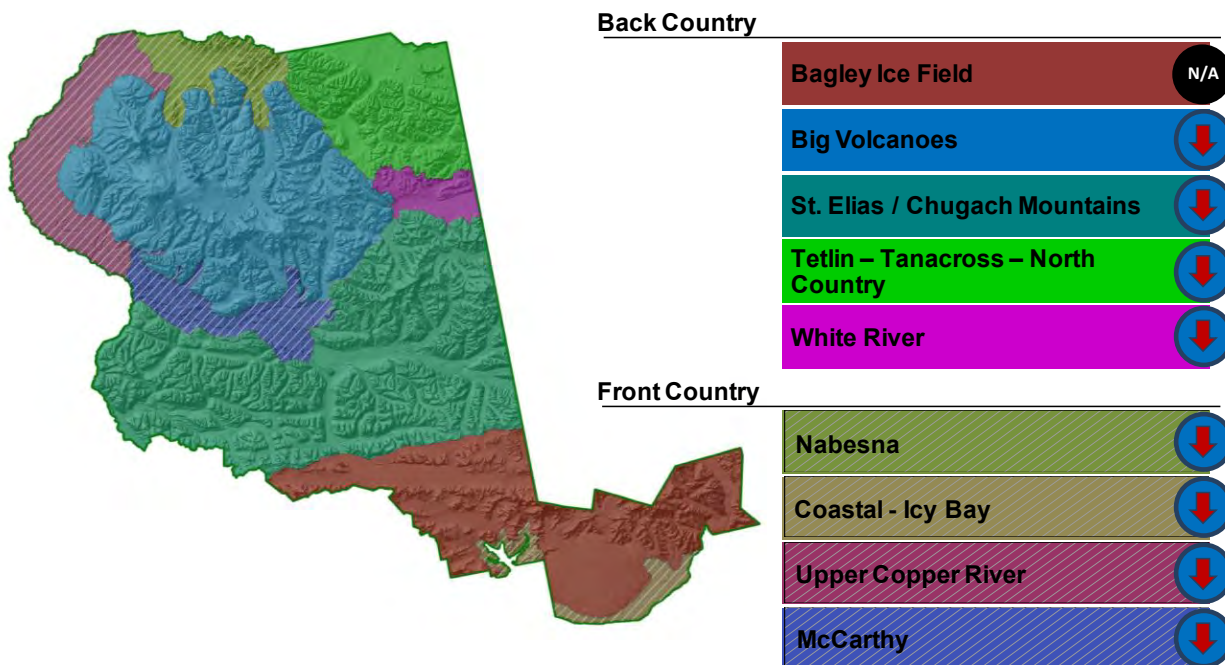 Back Country
Bagley Ice Field
N/A
Big Volcanoes
St. Elias / Chugach Mountains
Tetlin – Tanacross – North
Country
White River
Front Country
Nabesna
Coastal - Icy Bay
Upper Copper River
McCarthy